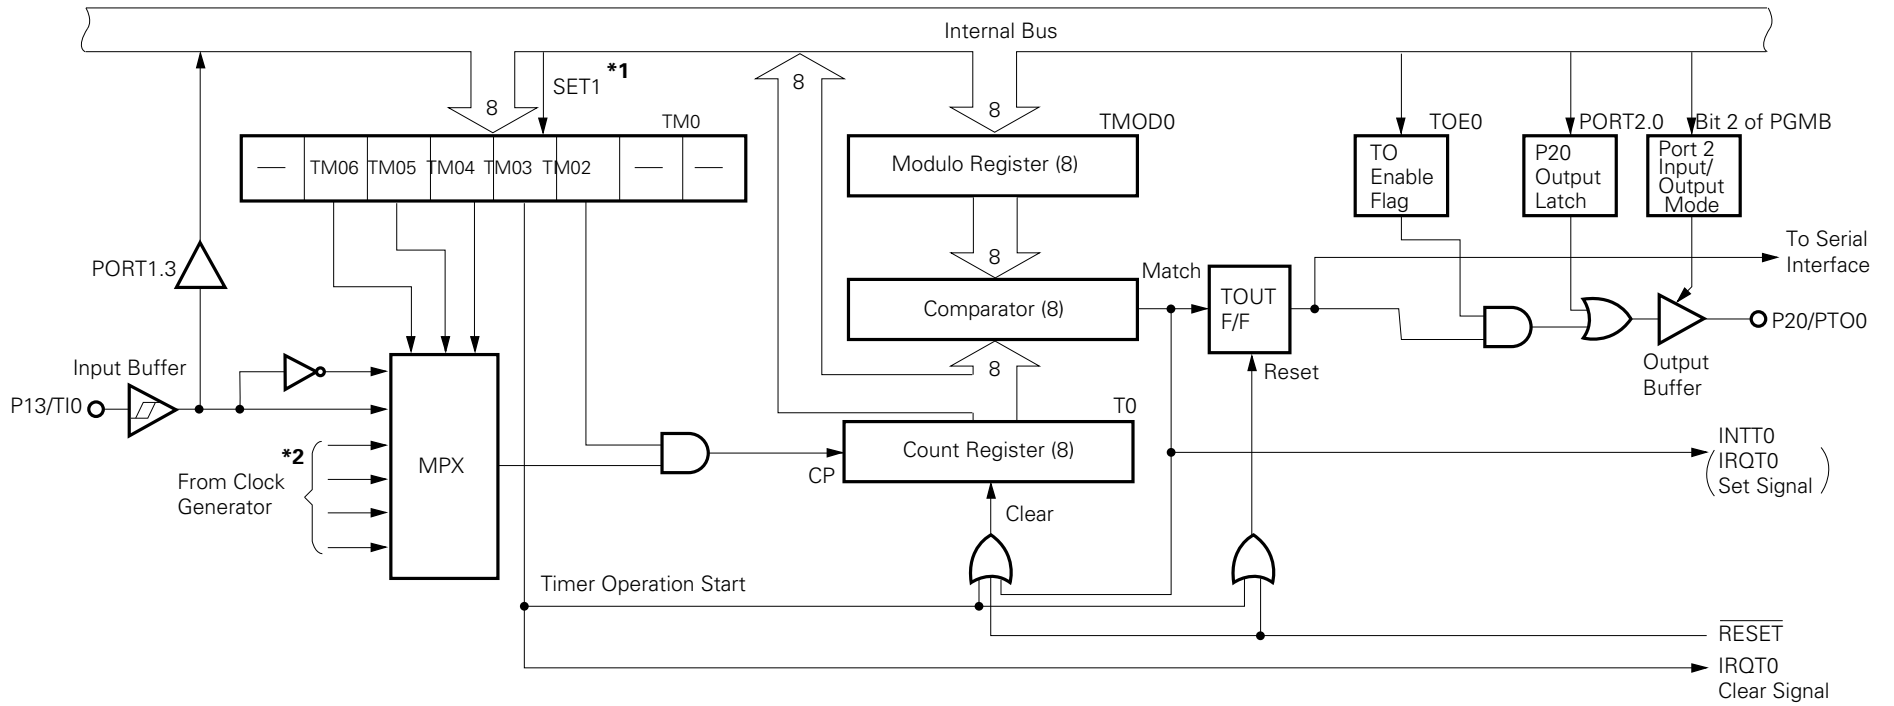 Internal Bus
SET1 *1
8
8
8
TM0
TMOD0
TOE0
PORT2.0
Bit 2 of PGMB
— TM06 TM05 TM04 TM03 TM02 — —
Modulo Register (8)
TO
Enable
Flag
P20
Output
Latch
Port 2
Input/
Output
Mode
PORT1.3
8
To Serial
Interface
Match
Comparator (8)
TOUT
F/F
P20/PTO0
Output
Buffer
Input Buffer
8
Reset
P13/TI0
T0
*2
From Clock
Generator
MPX
CP
Count Register (8)
INTT0
(IRQT0
Set Signal)
Clear
Timer Operation Start
RESET
IRQT0
Clear Signal